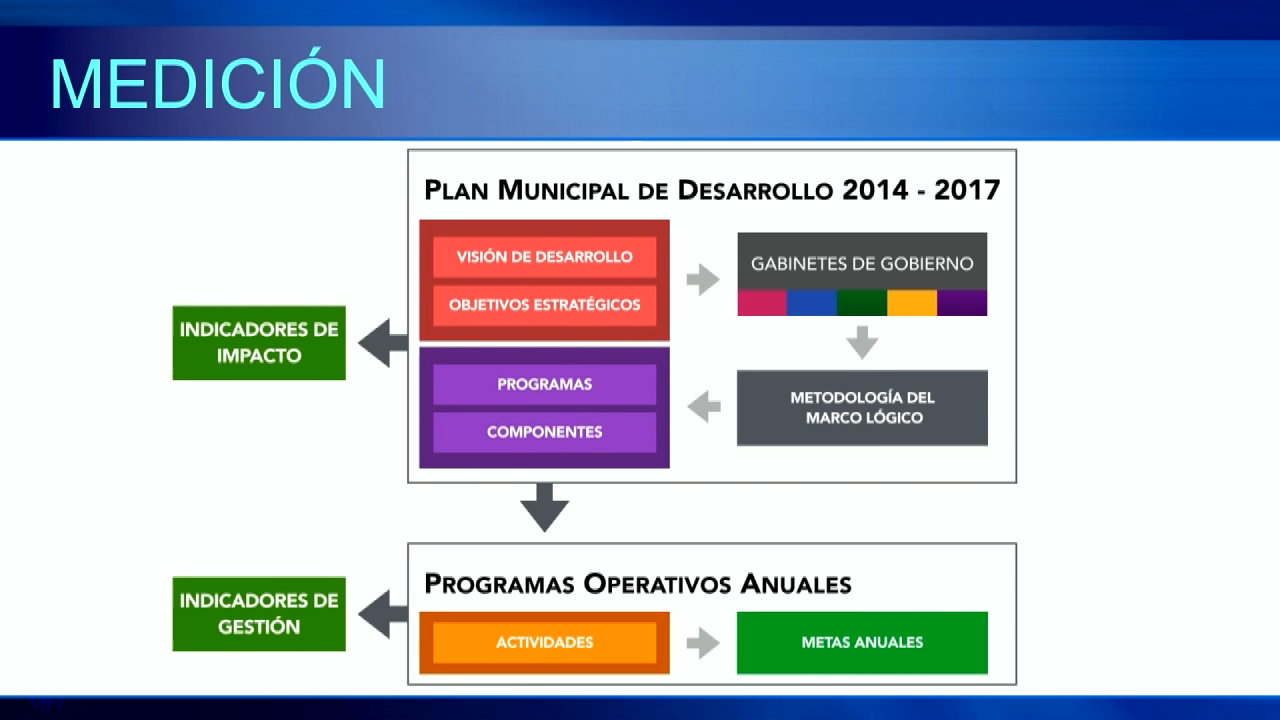 MEDICIÓN
PLAN MUNICIPAL DE DESARROLLO 2014 - 2017
VISIÓN DE DESARROLLO
OBJETIVOS ESTRATÉGICOS
GABINETES DE GOBIERNO
INDICADORES DE
IMPACTO
PROGRAMAS
COMPONENTES
METODOLOGÍA DEL
MARCO LÓGICO
PROGRAMAS OPERATIVOS ANUALES
INDICADORES DE
GESTIÓN
ACTIVIDADES
METAS ANUALES